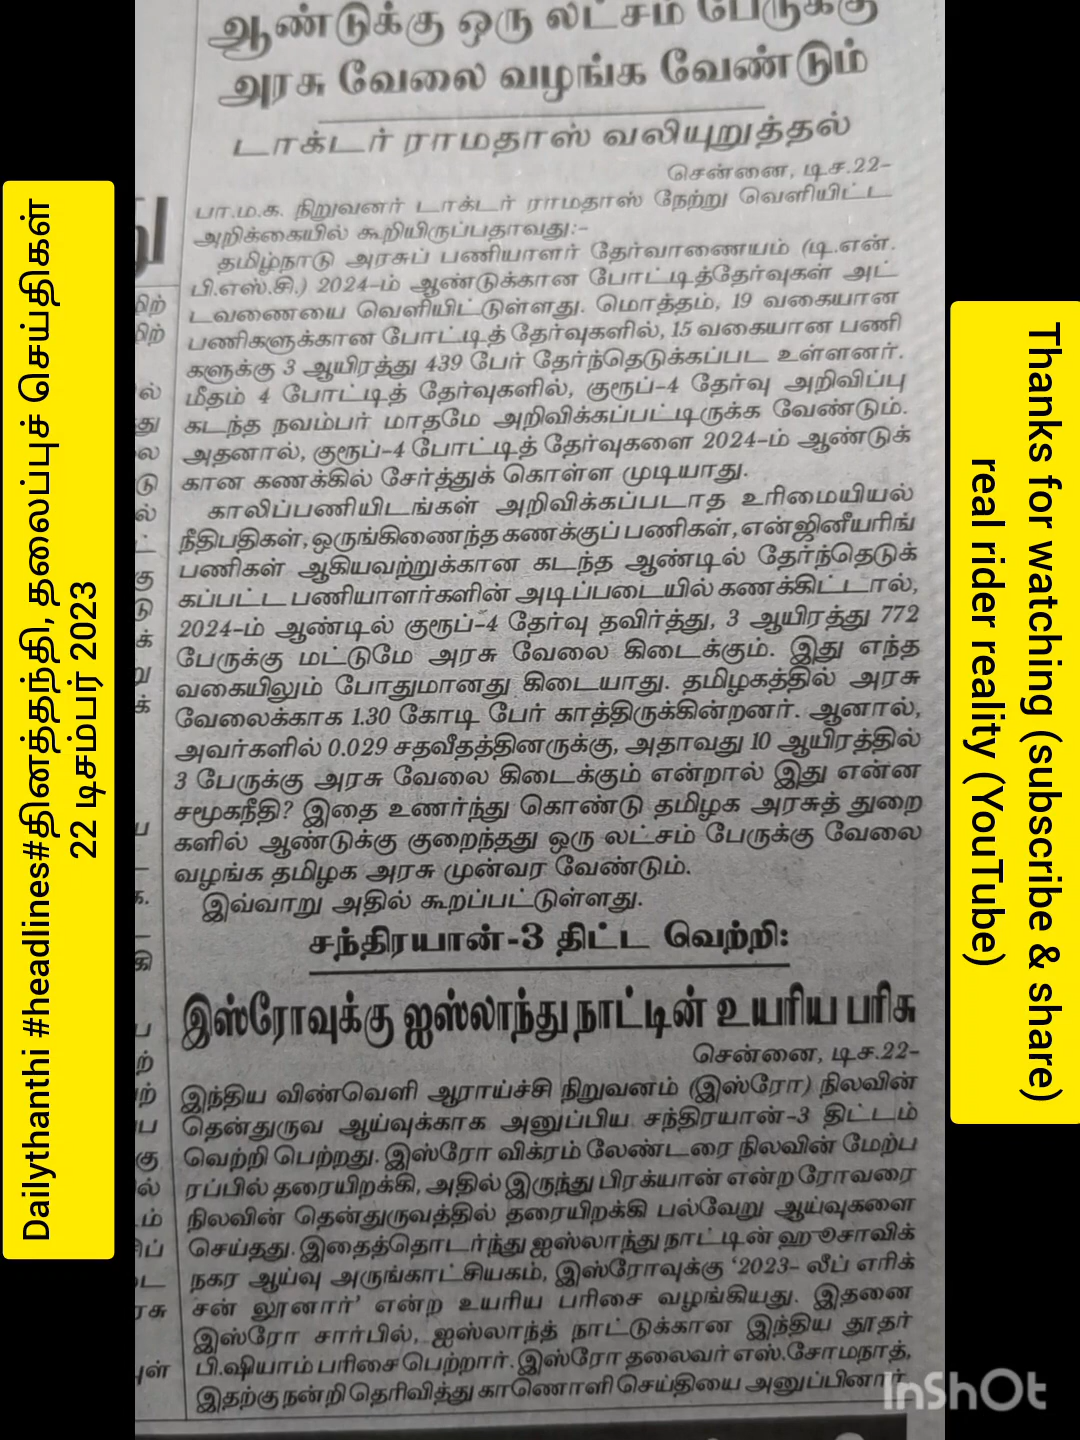 Dailythanthi #headlines#தினத்தந்தி, தலைப்புச் செய்திகள்
22 டிசம்பர் 2023
ஆண்டுக்கு ஒரு லட்சம் பேருக்கு
அரசு வேலை வழங்க வேண்டும்
டாக்டர் ராமதாஸ் வலியுறுத்தல்
சென்னை, டிச.22-
பா.ம.க. நிறுவனர் டாக்டர் ராமதாஸ் நேற்று வெளியிட்ட
அறிக்கையில் கூறியிருப்பதாவது:-
தமிழ்நாடு அரசுப் பணியாளர் தேர்வாணையம் (டி.என்.
பி.எஸ்.சி.) 2024-ம் ஆண்டுக்கான போட்டித்தேர்வுகள் அட்
டவணையை வெளியிட்டுள்ளது. மொத்தம், 19 வகையான
பணிகளுக்கான போட்டித் தேர்வுகளில், 15 வகையான பணி
களுக்கு 3 ஆயிரத்து 439 பேர் தேர்ந்தெடுக்கப்பட உள்ளனர்.
மீதம் 4 போட்டித் தேர்வுகளில், குரூப்-4 தேர்வு அறிவிப்பு
கடந்த நவம்பர் மாதமே அறிவிக்கப்பட்டிருக்க வேண்டும்.
அதனால், குரூப்-4 போட்டித் தேர்வுகளை 2024-ம் ஆண்டுக்
கான கணக்கில் சேர்த்துக் கொள்ள முடியாது.
காலிப்பணியிடங்கள் அறிவிக்கப்படாத உரிமையியல்
நீதிபதிகள், ஒருங்கிணைந்த கணக்குப் பணிகள், என்ஜினீயரிங்
பணிகள் ஆகியவற்றுக்கான கடந்த ஆண்டில் தேர்ந்தெடுக்
கப்பட்ட பணியாளர்களின் அடிப்படையில் கணக்கிட்டால்,
2024-ம் ஆண்டில் குரூப்-4 தேர்வு தவிர்த்து, 3 ஆயிரத்து 772
பேருக்கு மட்டுமே அரசு வேலை கிடைக்கும். இது எந்த
வகையிலும் போதுமானது கிடையாது. தமிழகத்தில் அரசு
வேலைக்காக 1.30 கோடி பேர் காத்திருக்கின்றனர். ஆனால்,
அவர்களில் 0.029 சதவீதத்தினருக்கு, அதாவது 10 ஆயிரத்தில்
3 பேருக்கு அரசு வேலை கிடைக்கும் என்றால் இது என்ன
சமூகநீதி? இதை உணர்ந்து கொண்டு தமிழக அரசுத் துறை
களில் ஆண்டுக்கு குறைந்தது ஒரு லட்சம் பேருக்கு வேலை
வழங்க தமிழக அரசு முன்வர வேண்டும்.
இவ்வாறு அதில் கூறப்பட்டுள்ளது.
சந்திரயான்-3 திட்ட வெற்றி:
இஸ்ரோவுக்கு ஐஸ்லாந்து நாட்டின் உயரிய பரிசு
சென்னை, டிச.22-
இந்திய விண்வெளி ஆராய்ச்சி நிறுவனம் (இஸ்ரோ) நிலவின்
தென்துருவ ஆய்வுக்காக அனுப்பிய சந்திரயான்-3 திட்டம்
வெற்றி பெற்றது. இஸ்ரோ விக்ரம் லேண்டரை நிலவின் மேற்ப
ரப்பில் தரையிறக்கி, அதில் இருந்து பிரக்யான் என்ற ரோவரை
நிலவின் தென்துருவத்தில் தரையிறக்கி பல்வேறு ஆய்வுகளை
செய்தது. இதைத்தொடர்ந்து ஐஸ்லாந்து நாட்டின் ஹூசாவிக்
நகர ஆய்வு அருங்காட்சியகம், இஸ்ரோவுக்கு '2023- லீப் எரிக்
சன் லூனார்' என்ற உயரிய பரிசை வழங்கியது. இதனை
இஸ்ரோ சார்பில், ஐஸ்லாந்த் நாட்டுக்கான இந்திய தூதர்
பி.ஷியாம் பரிசை பெற்றார். இஸ்ரோ தலைவர் எஸ்.சோமநாத்,
இதற்கு நன்றி தெரிவித்து காணொளி செய்தியை அனுப்பினார்.
InShOt
Thanks for watching (subscribe & share)
real rider reality (YouTube)